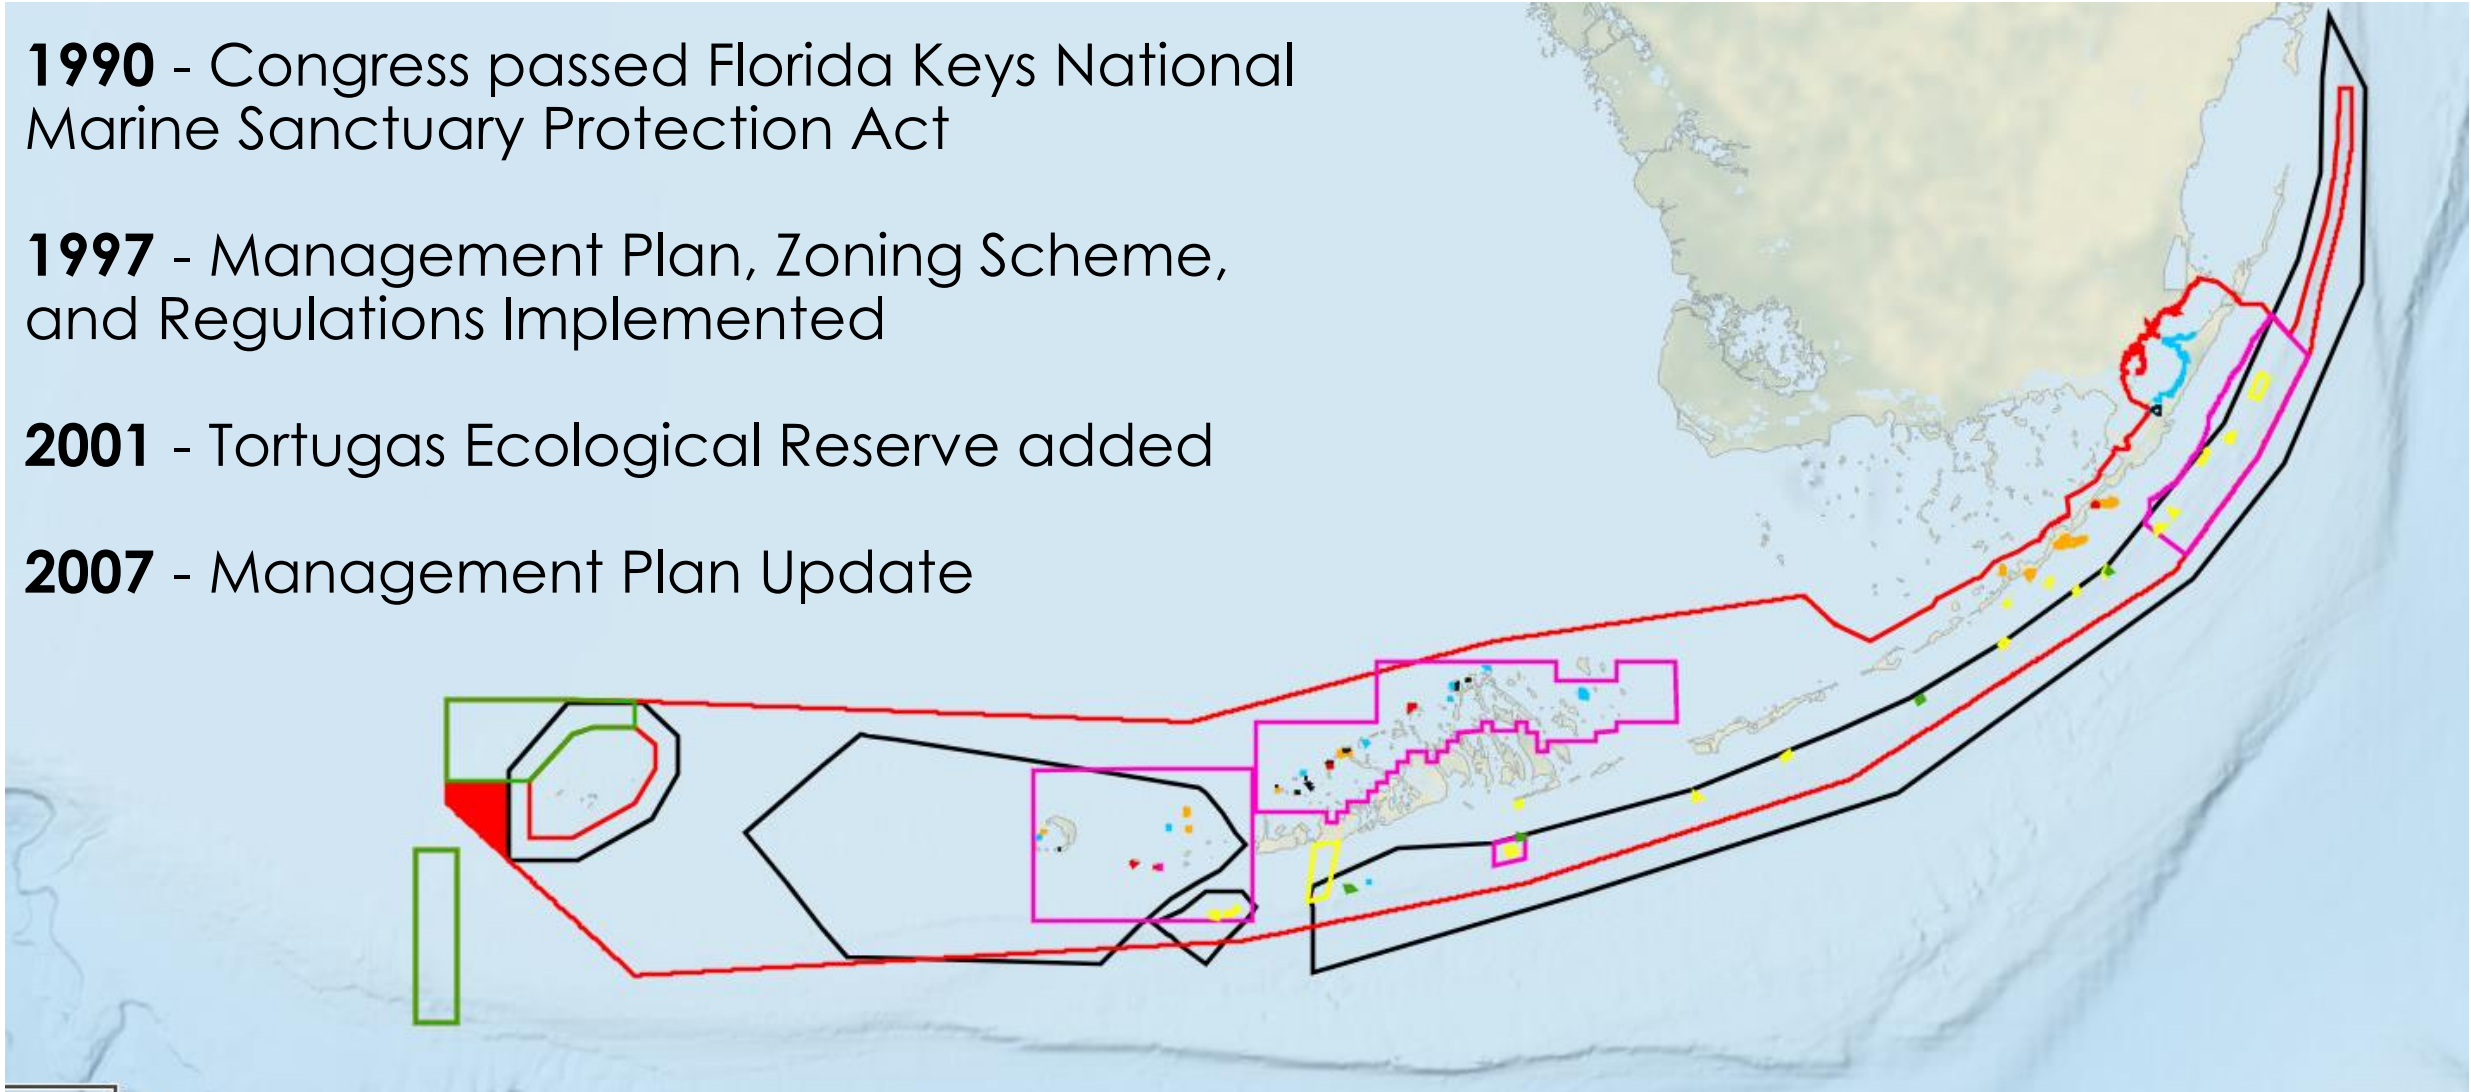 1990 - Congress passed Florida Keys National
Marine Sanctuary Protection Act
1997 - Management Plan, Zoning Scheme,
and Regulations Implemented
2001 - Tortugas Ecological Reserve added
2007 - Management Plan Update